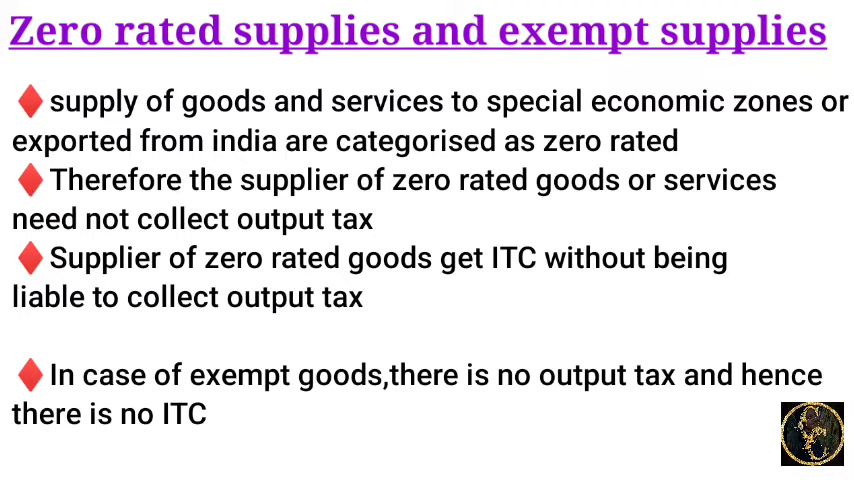 Zero rated supplies and exempt supplies
♦️supply of goods and services to special economic zones or
exported from india are categorised as zero rated
♦️Therefore the supplier of zero rated goods or services
need not collect output tax
♦️Supplier of zero rated goods get ITC without being
liable to collect output tax
♦️In case of exempt goods,there is no output tax and hence
there is no ITC